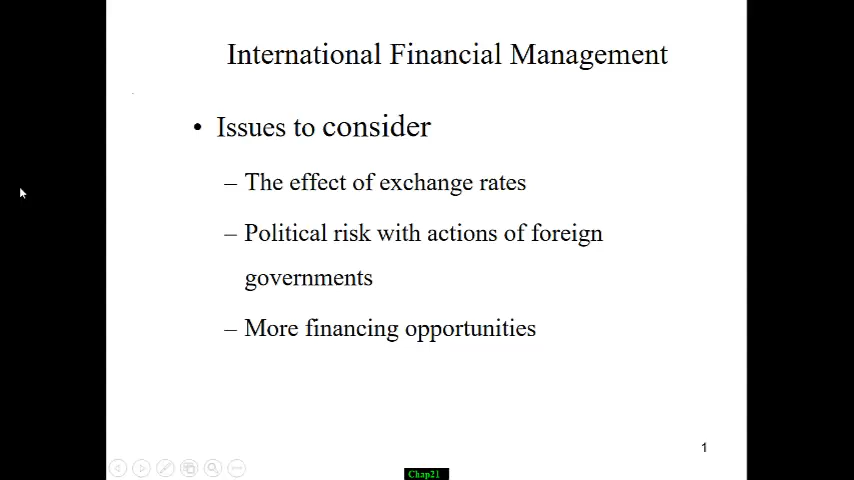 International Financial Management
• Issues to consider
– The effect of exchange rates
– Political risk with actions of foreign
governments
– More financing opportunities
1
Chap21